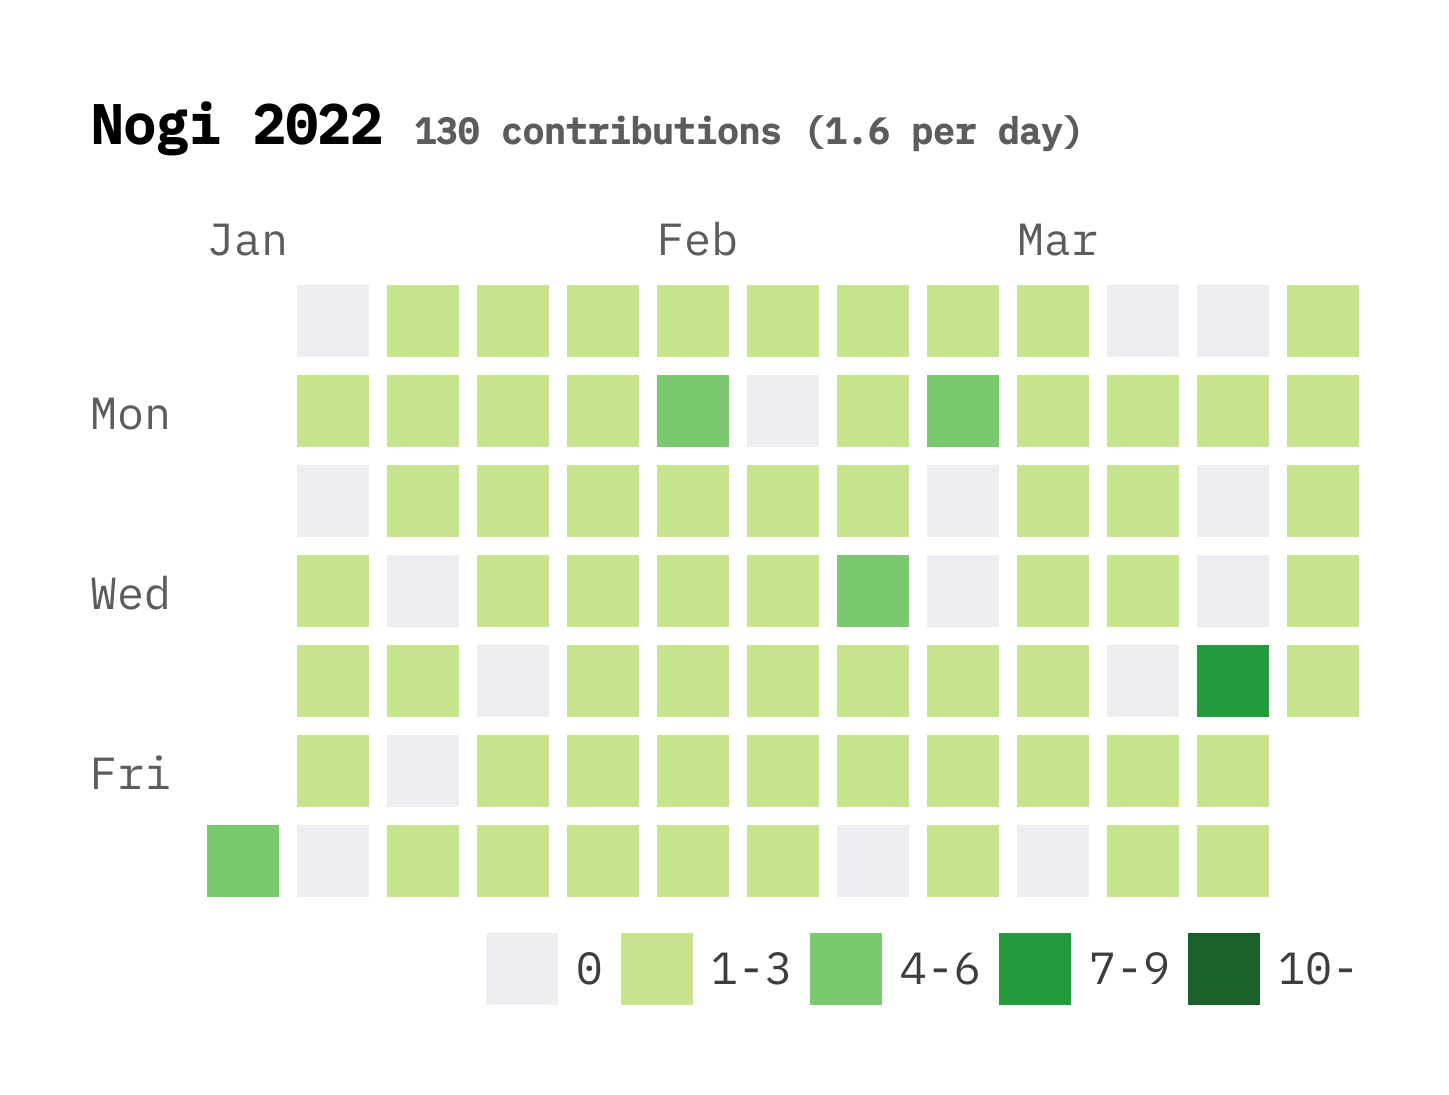 Nogi 2022 130 contributions (1.6 per day)
Jan Feb Mar
Mon
Wed
Fri
0 1-3 4-6 7-9 10-